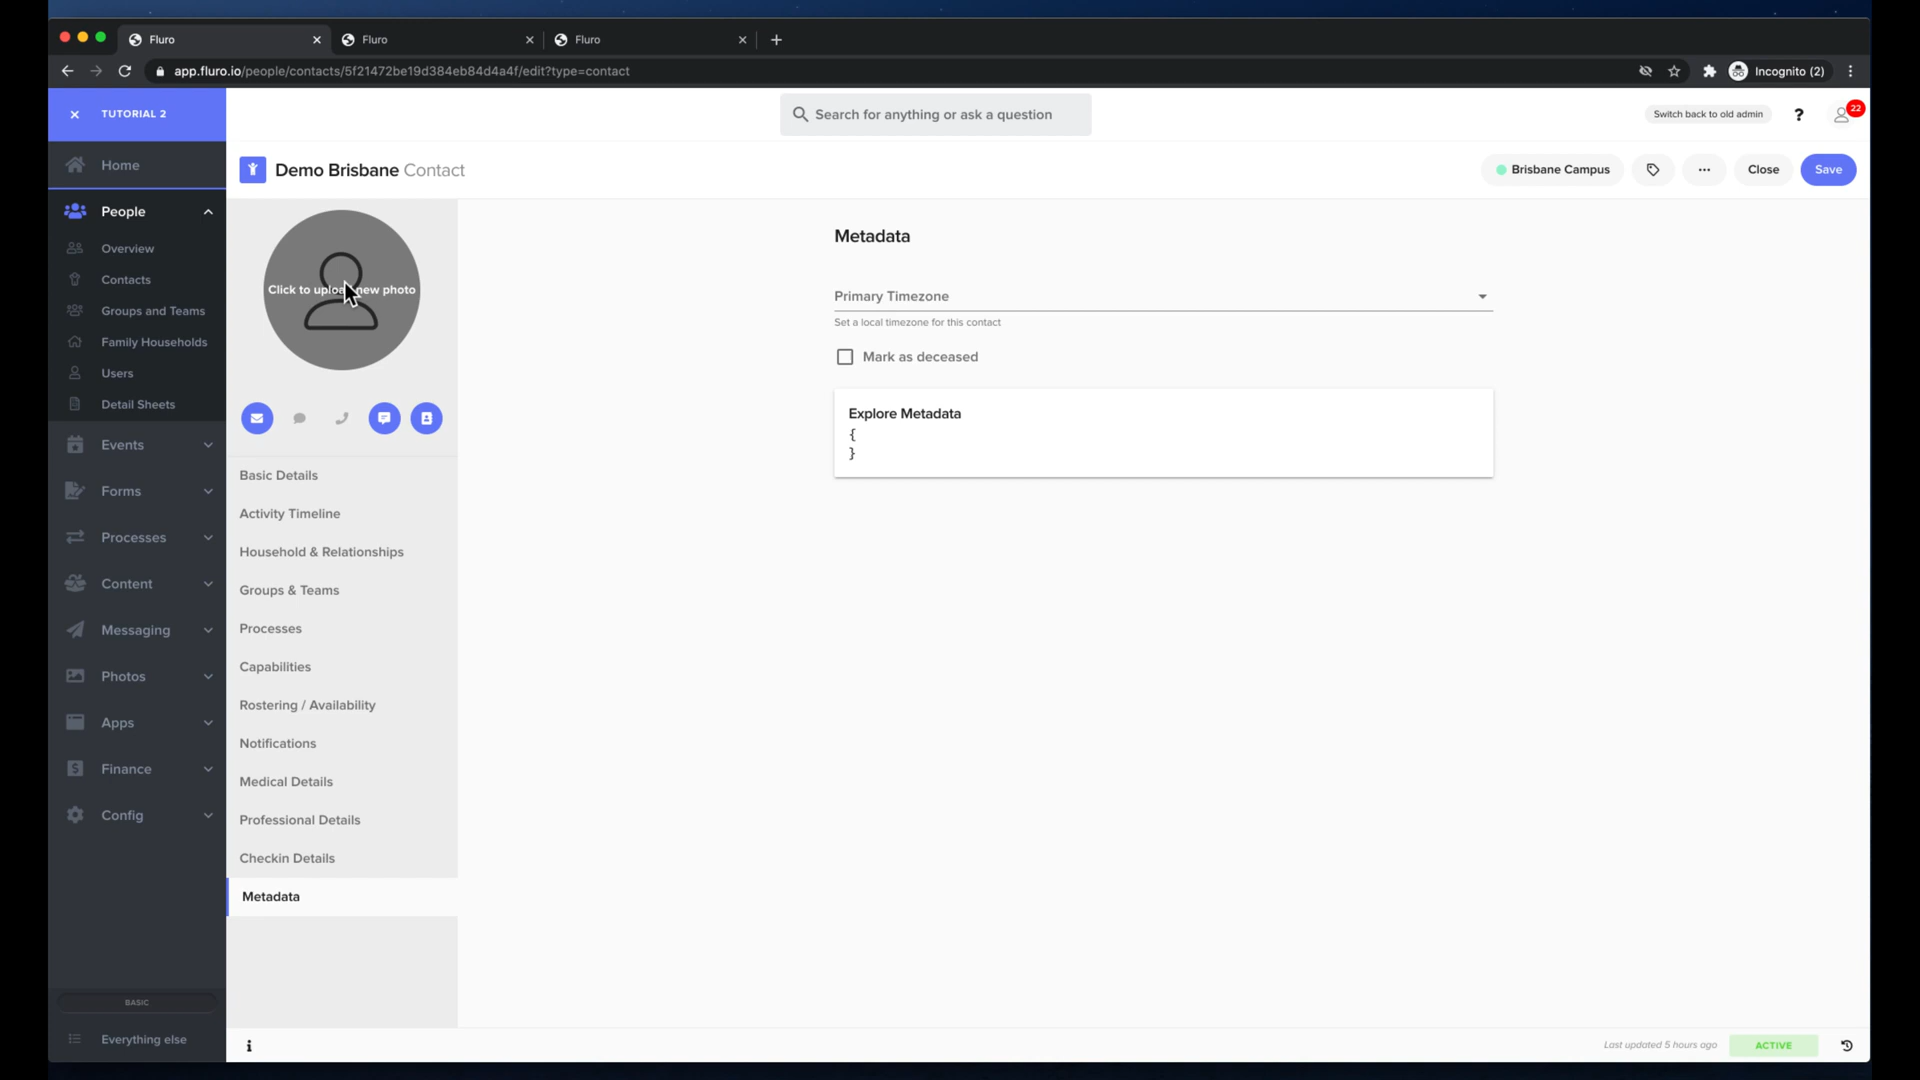 Fluro
Fluro
Fluro
app.fluro.io/people/contacts/5f21472be19d384eb84d4a4f/edit?type=contact
Incognito (2)
TUTORIAL 2
Search for anything or ask a question
Switch back to old admin
?
22
Home
Demo Brisbane Contact
Brisbane Campus
Close
Save
People
Overview
Contacts
Groups and Teams
Family Households
Users
Detail Sheets
Events
Forms
Processes
Content
Messaging
Photos
Apps
Finance
Config
BASIC
Everything else
Click to upload new photo
Basic Details
Activity Timeline
Household & Relationships
Groups & Teams
Processes
Capabilities
Rostering / Availability
Notifications
Medical Details
Professional Details
Checkin Details
Metadata
Metadata
Primary Timezone
Set a local timezone for this contact
Mark as deceased
Explore Metadata
{
}
Last updated 5 hours ago
ACTIVE